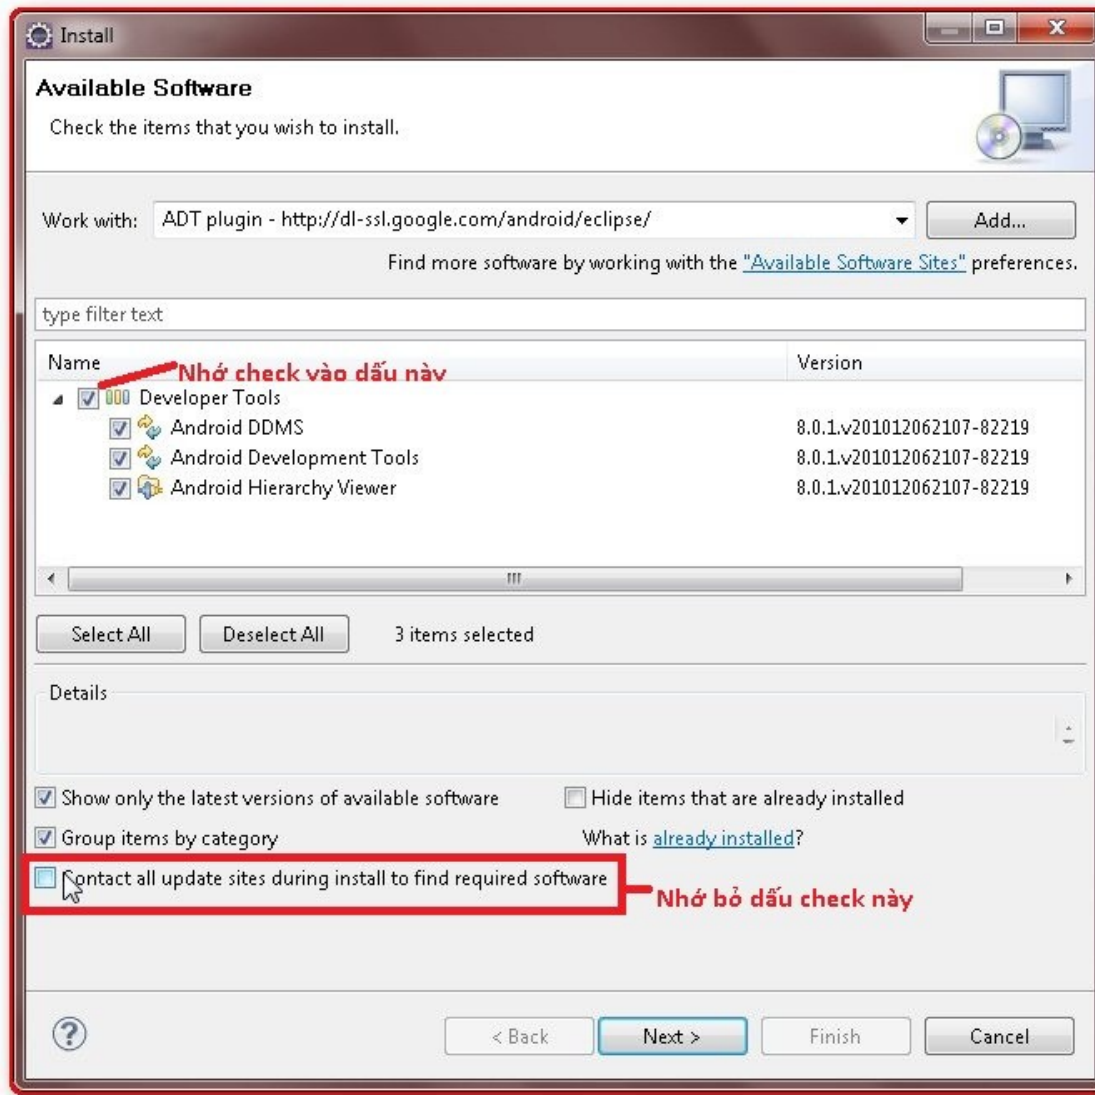 Install
Available Software
Check the items that you wish to install.
Work with: ADT plugin - http://dl-ssl.google.com/android/eclipse/ Add...
Find more software by working with the "Available Software Sites" preferences.
type filter text
Name Version
Nhớ check vào dấu này
Developer Tools
Android DDMS 8.0.1.v201012062107-82219
Android Development Tools 8.0.1.v201012062107-82219
Android Hierarchy Viewer 8.0.1.v201012062107-82219
Select All Deselect All 3 items selected
Details
Show only the latest versions of available software Hide items that are already installed
Group items by category What is already installed?
Contact all update sites during install to find required software
Nhớ bỏ dấu check này
< Back Next > Finish Cancel